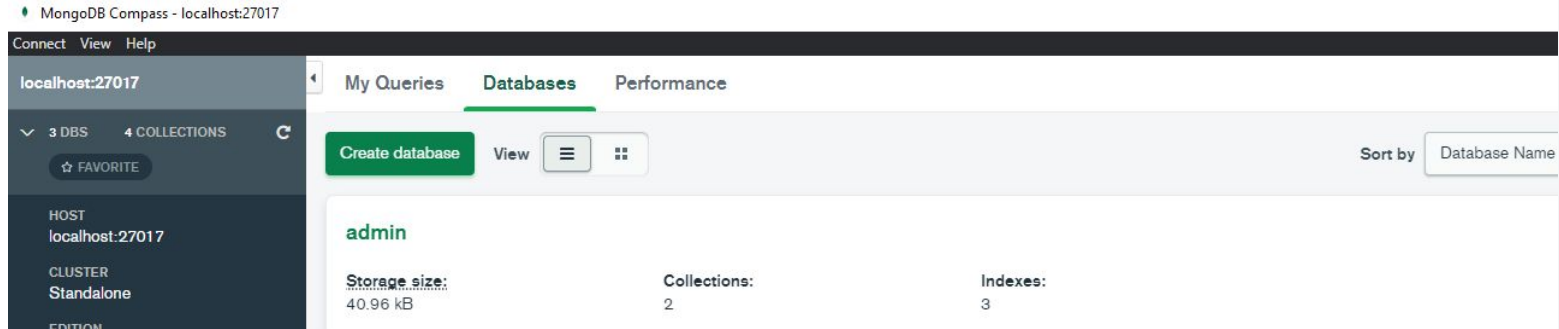 MongoDB Compass - localhost:27017
Connect View Help
localhost:27017
My Queries Databases Performance
3 DBS 4 COLLECTIONS
FAVORITE
Create database View Sort by Database Name
HOST
localhost:27017
CLUSTER
Standalone
EDITION
admin
Storage size: Collections: Indexes:
40.96 kB 2 3